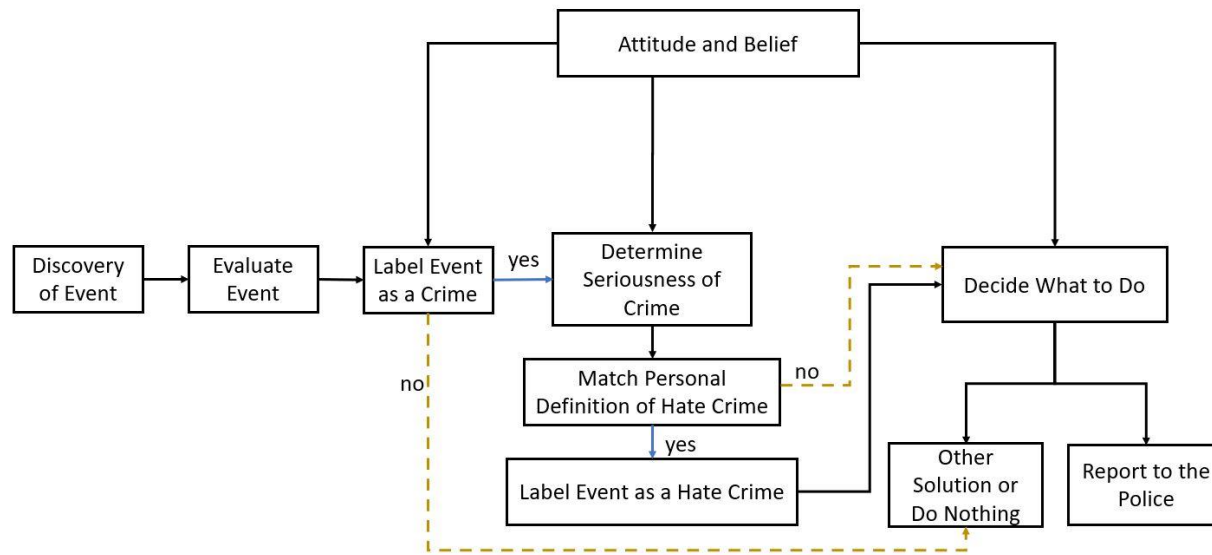 Attitude and Belief
Discovery
of Event
Evaluate
Event
Label Event
as a Crime
yes
Determine
Seriousness of
Crime
Decide What to Do
no
Match Personal
Definition of Hate Crime
no
yes
Label Event as a Hate Crime
Other
Solution or
Do Nothing
Report to the
Police